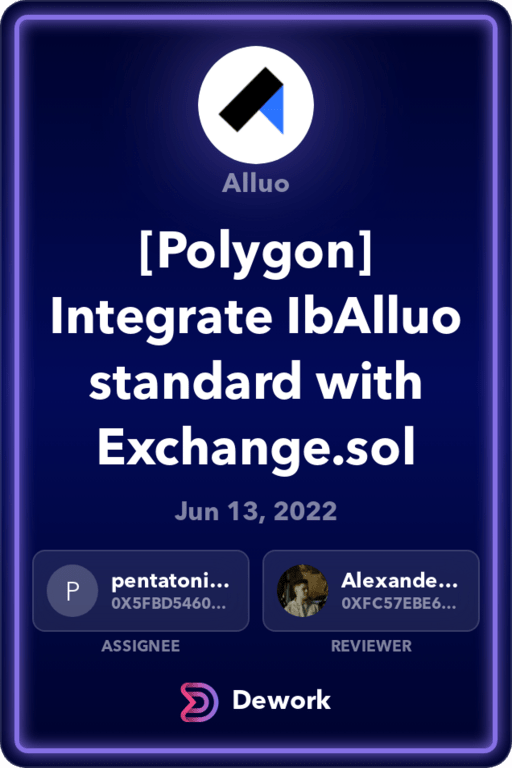 Alluo
[Polygon]
Integrate IbAlluo
standard with
Exchange.sol
Jun 13, 2022
P
pentatoni...
0X5FBD5460...
Alexande...
0XFC57EBE6...
ASSIGNEE
REVIEWER
Dework